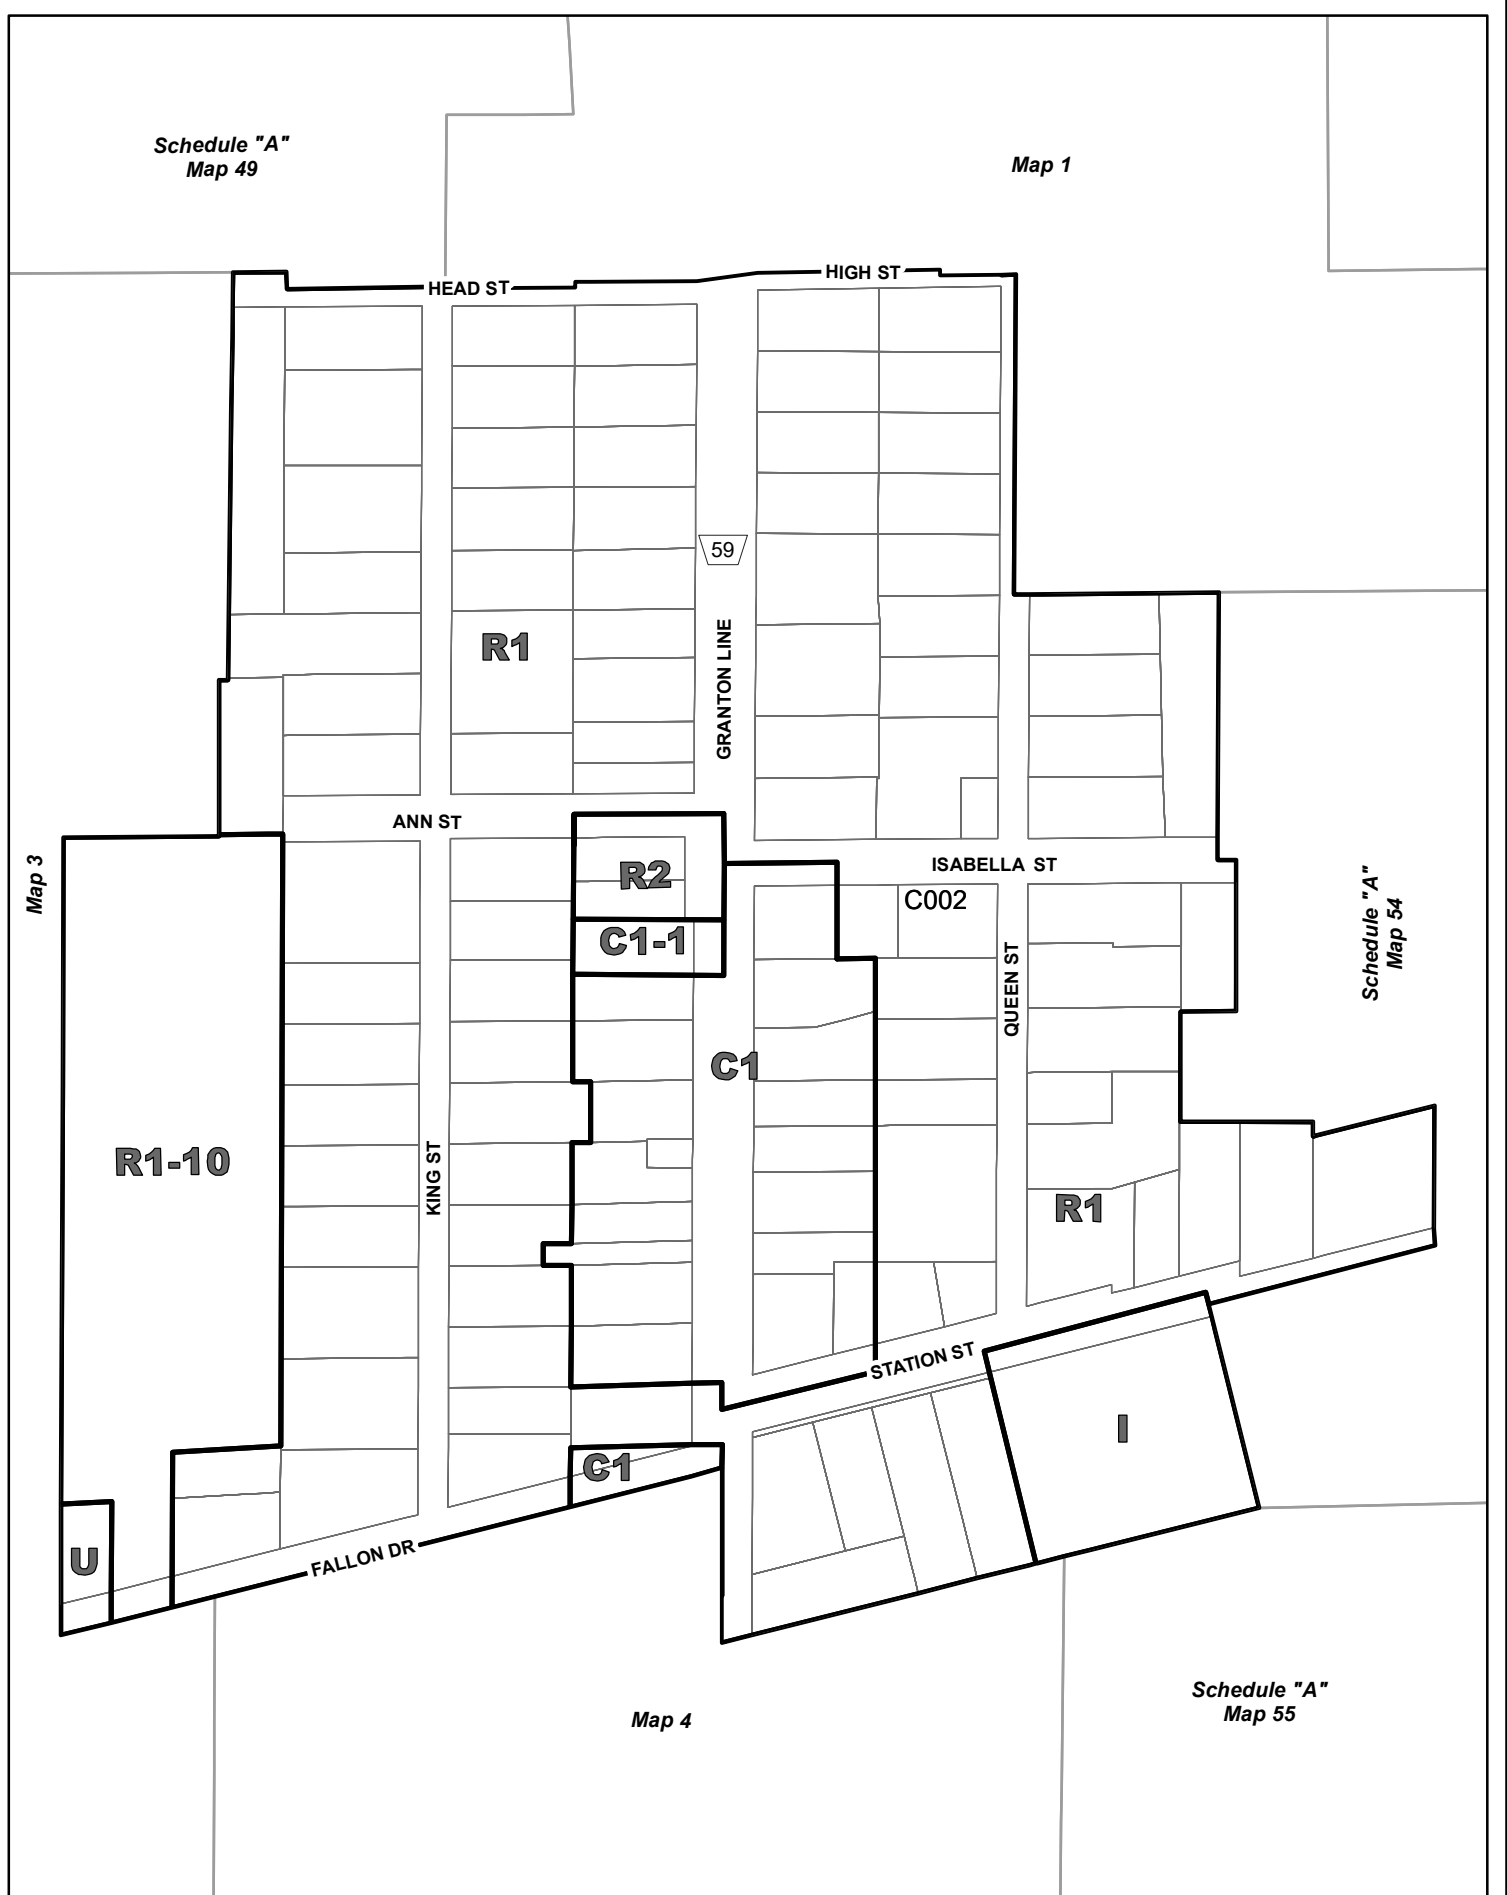 Schedule "A"
Map 49
Map 1
HIGH ST
HEAD ST
59
R1
GRANTON LINE
ANN ST
Map 3
R2
ISABELLA ST
C002
Schedule "A"
Map 54
C1-1
QUEEN ST
C1
R1-10
KING ST
R1
STATION ST
I
C1
U
FALLON DR
Schedule "A"
Map 55
Map 4